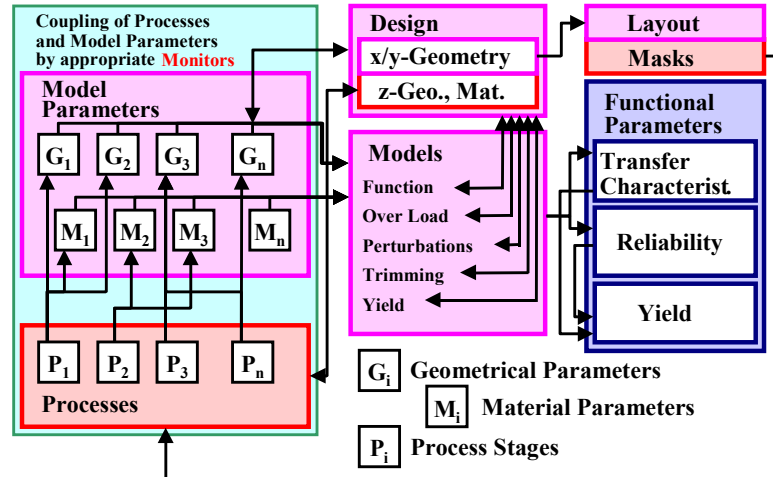 Coupling of Processes
and Model Parameters
by appropriate Monitors
Model
Parameters
G1 G2 G3 Gn
M1 M2 M3 Mn
P1 P2 P3 Pn
Processes
Design
x/y-Geometry
z-Geo., Mat.
Models
Function
Over Load
Perturbations
Trimming
Yield
Layout
Masks
Functional
Parameters
Transfer
Characterist.
Reliability
Yield
Gi Geometrical Parameters
Mi Material Parameters
Pi Process Stages